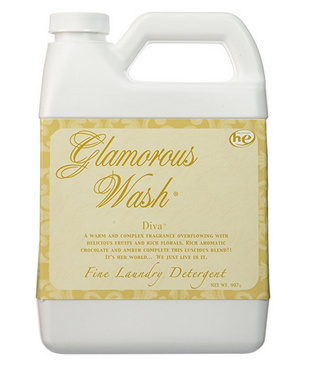 he
Glamorous
Wash®
Diva®
A WARM AND COMPLEX FRAGRANCE OVERFLOWING WITH
DELICIOUS FRUITS AND RICH FLORALS. RICH AROMATIC
CHOCOLATE AND AMBER COMPLETE THIS LUSCIOUS BLEND!!
IT'S HER WORLD... WE JUST LIVE IN IT.
Fine Laundry Detergent
NET WT. 907g